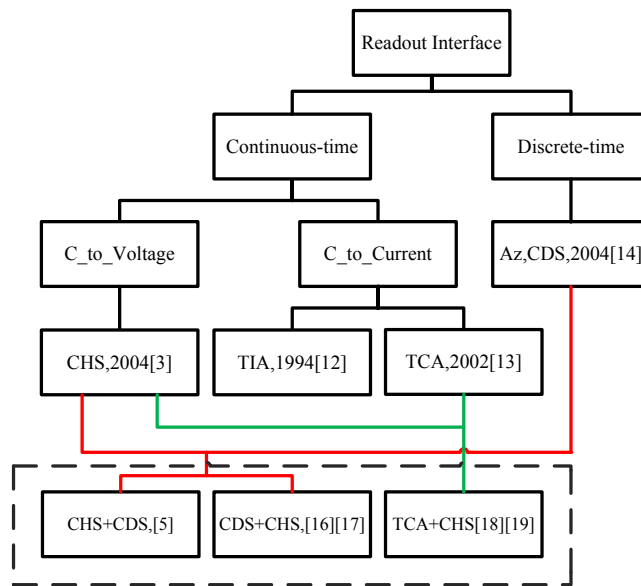 Readout Interface
Continuous-time
Discrete-time
C_to_Voltage
C_to_Current
Az,CDS,2004[14]
CHS,2004[3]
TIA,1994[12]
TCA,2002[13]
CHS+CDS,[5]
CDS+CHS,[16][17]
TCA+CHS[18][19]